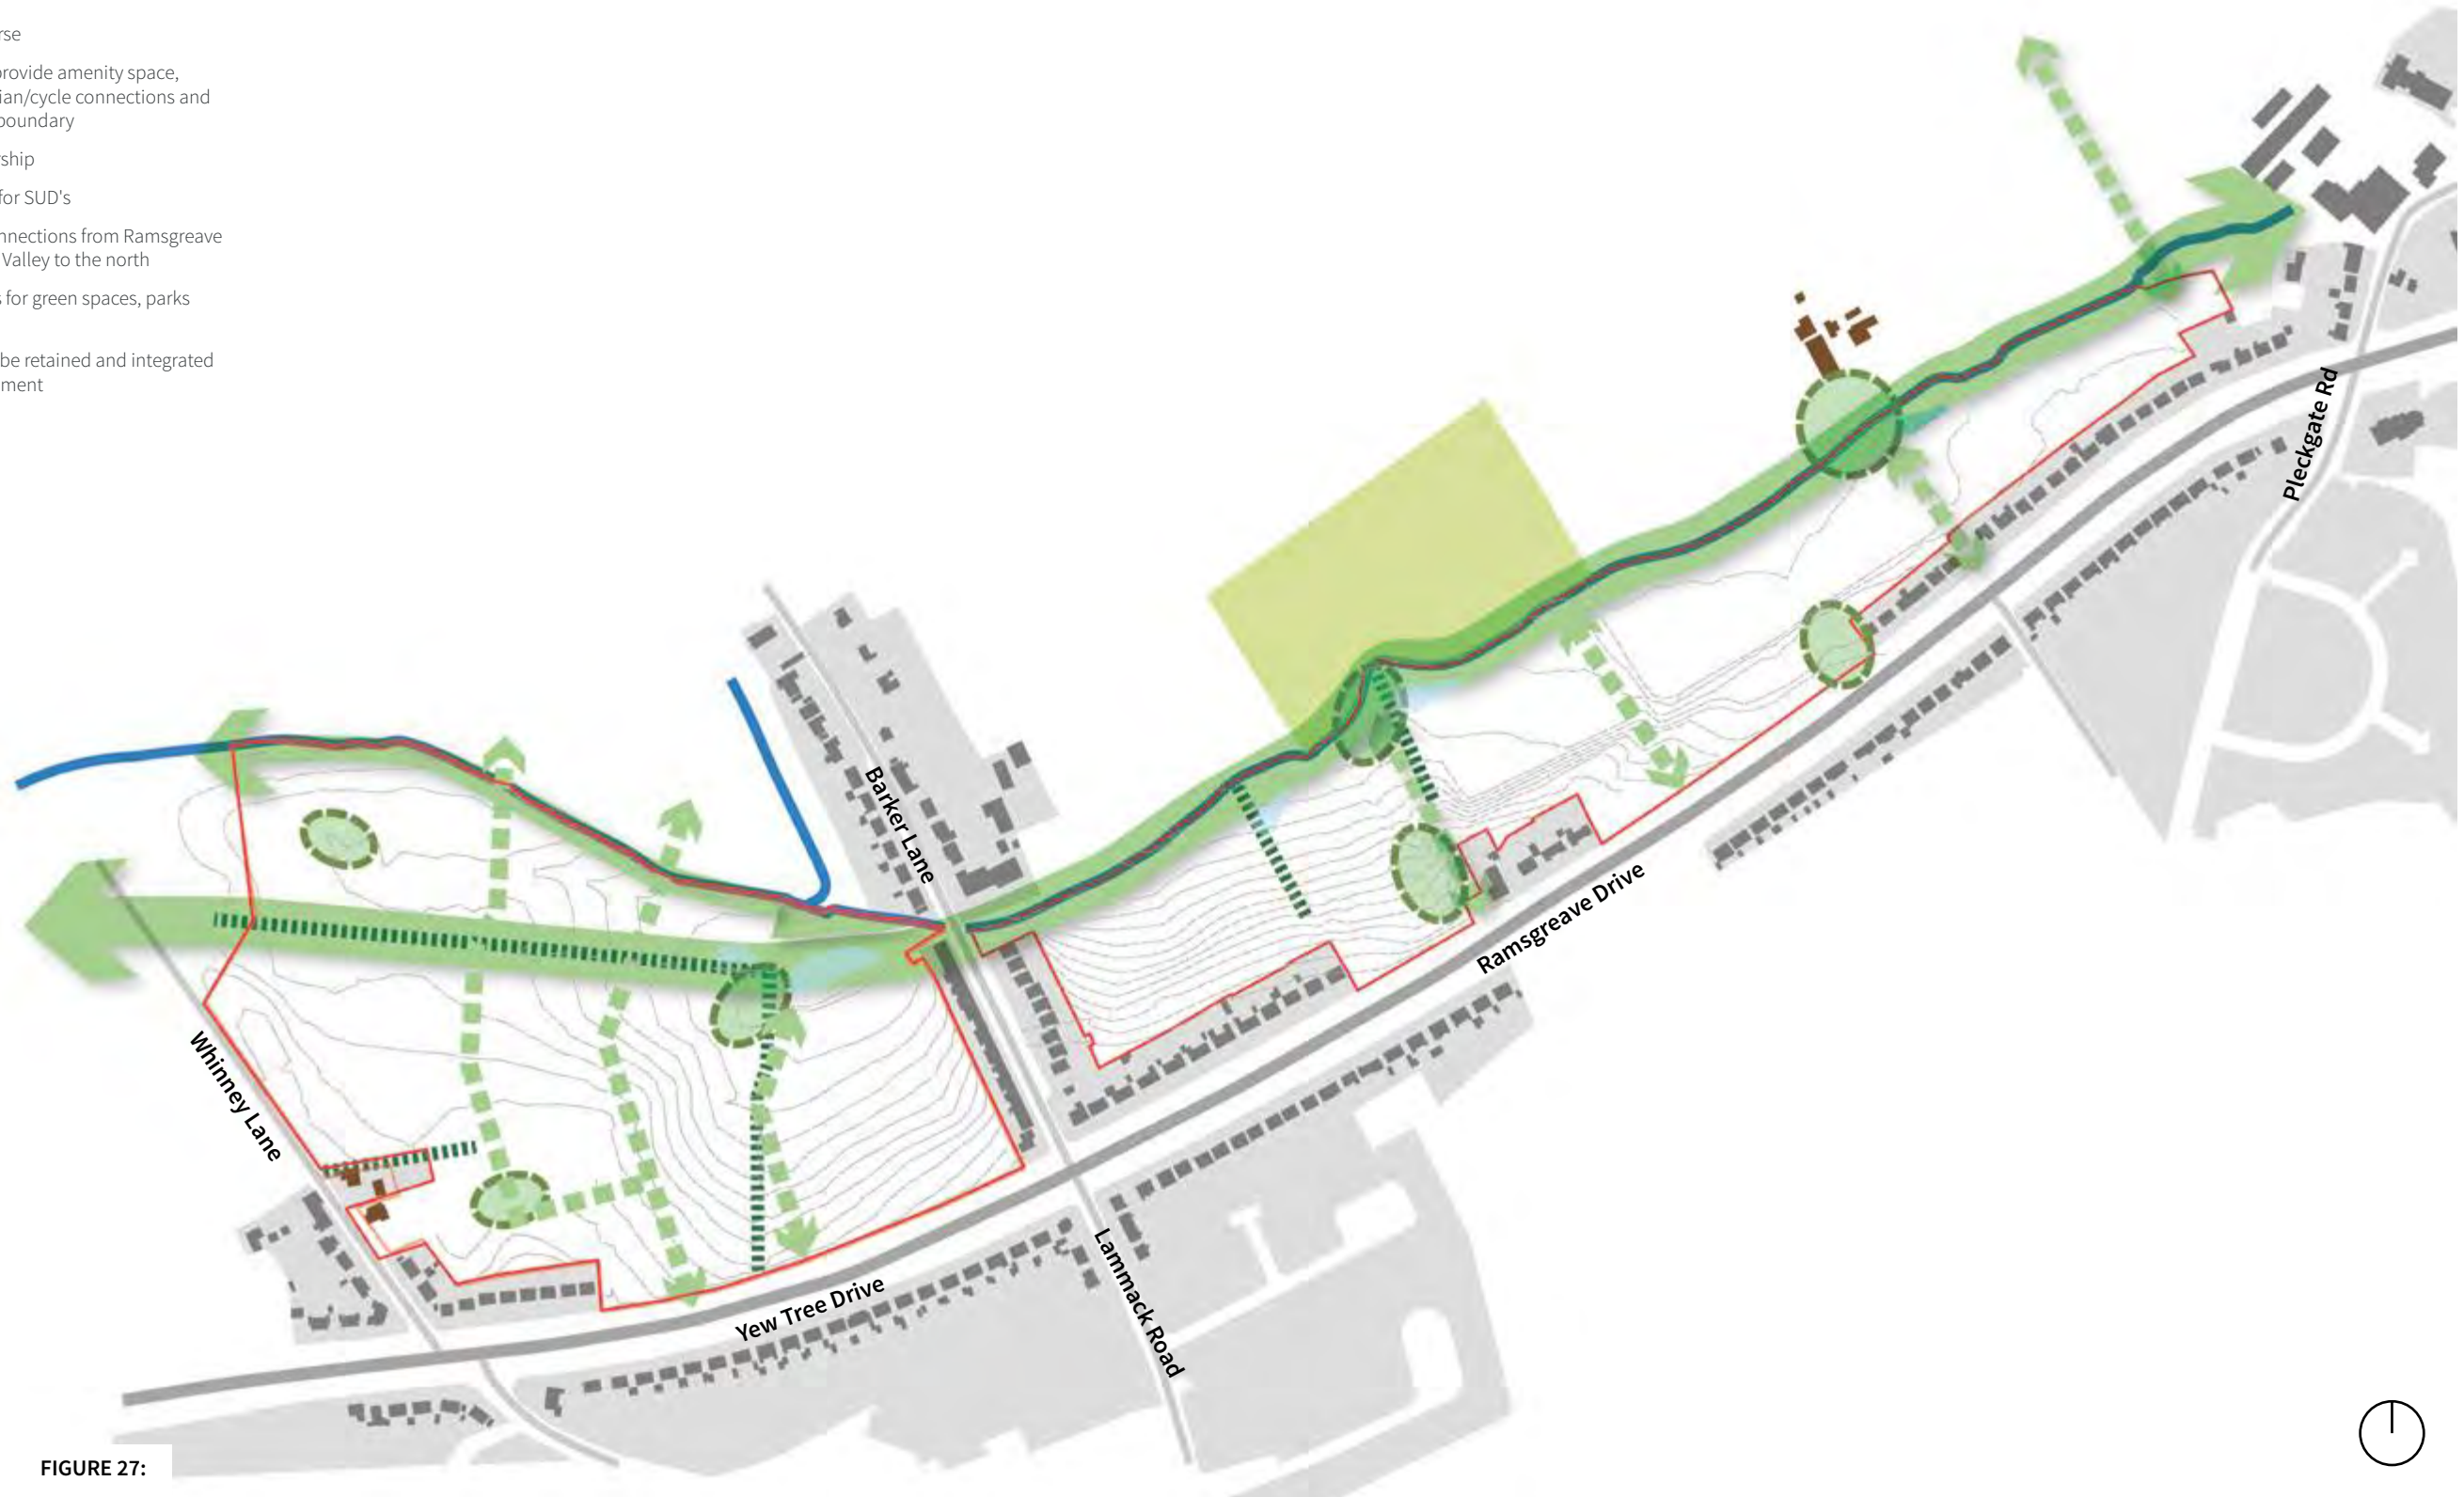 rse
provide amenity space,
ian/cycle connections and
boundary
rship
for SUD's
nnections from Ramsgreave
Valley to the north
s for green spaces, parks
be retained and integrated
ment
Pleckgate Rd
Barker Lane
Ramsgreave Drive
Whinney Lane
Yew Tree Drive
Lammack Road
FIGURE 27: